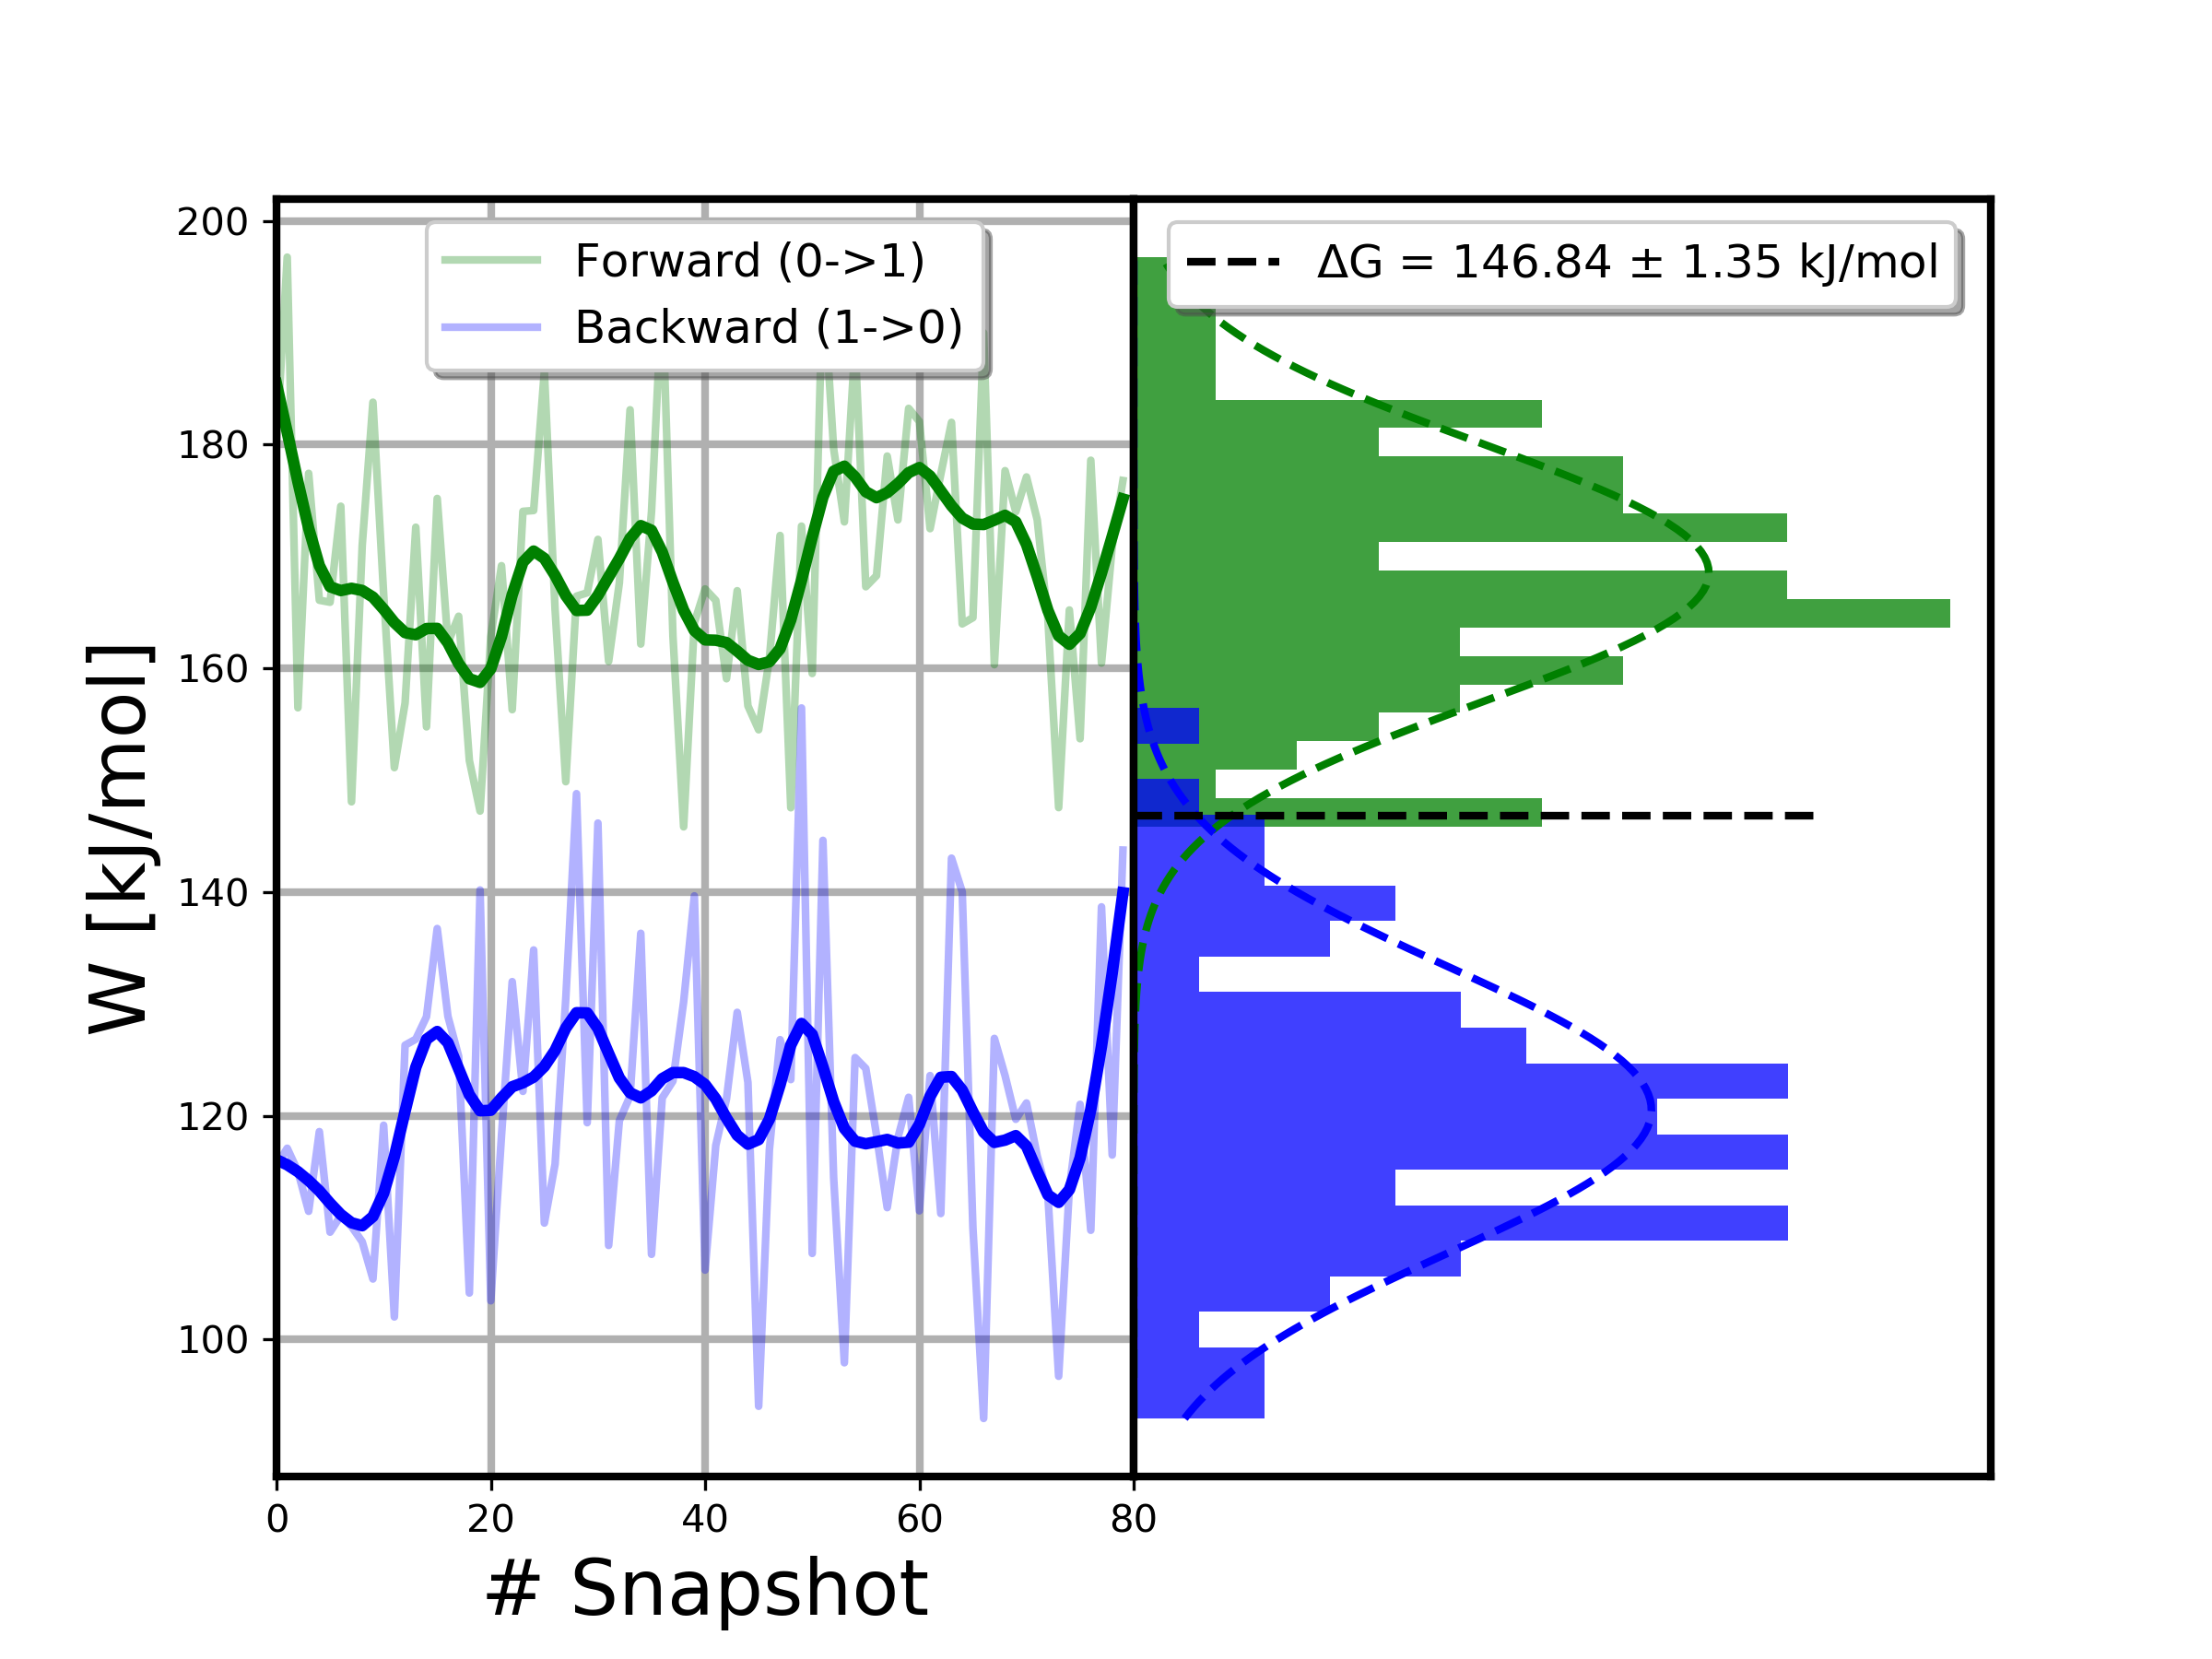 Forward (0->1)
Backward (1->0)
ΔG = 146.84 ± 1.35 kJ/mol
W [kJ/mol]
200
180
160
140
120
100
0 20 40 60 80
# Snapshot